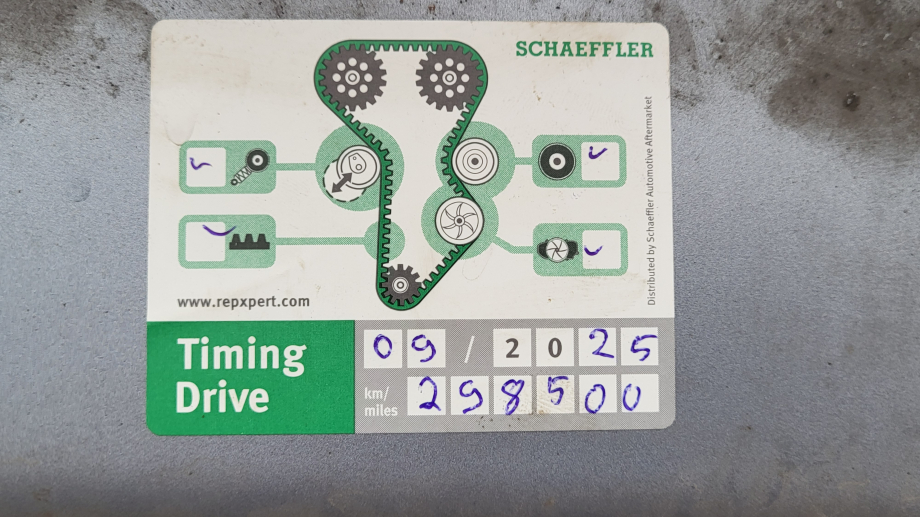 SCHAEFFLER
Distributed by Schaeffler Automotive Aftermarket
www.repxpert.com
Timing
Drive
09 / 2025
km/
miles
298500